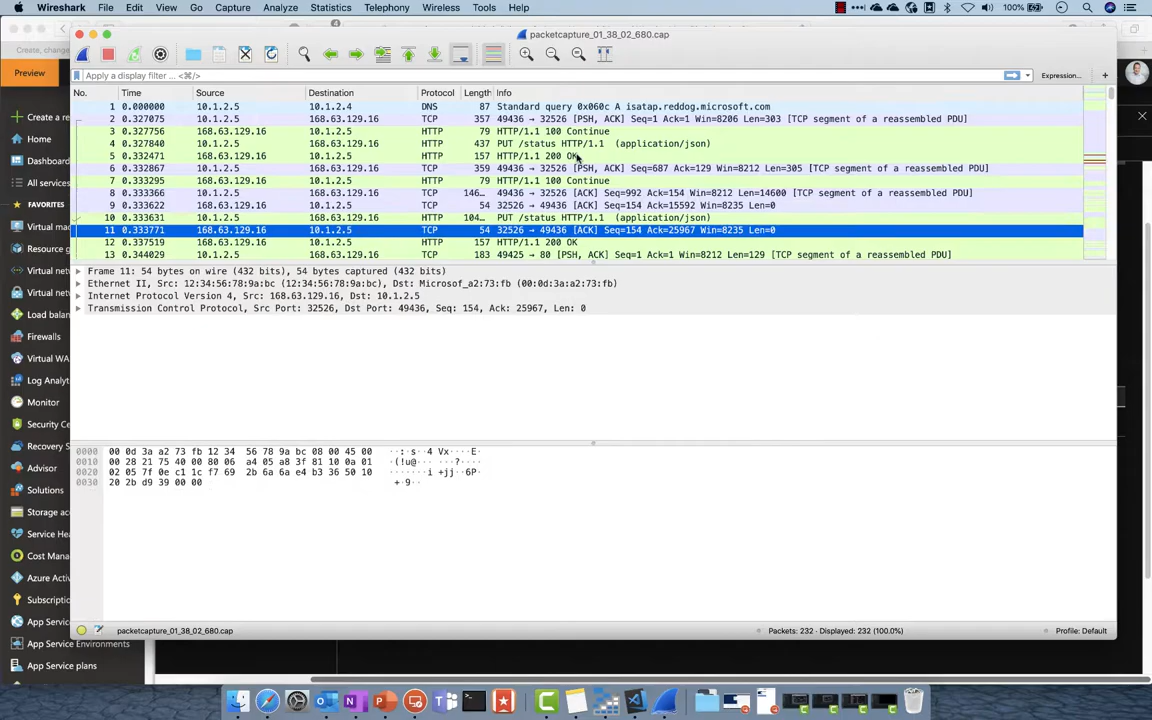 Wireshark File Edit View Go Capture Analyze Statistics Telephony Wireless Tools Help 100%
packetcapture_01_38_02_680.cap
Create, change
4
Preview
Apply a display filter … <⌘/> Expression… +
No. Time Source Destination Protocol Length Info
1 0.000000 10.1.2.5 10.1.2.4 DNS 87 Standard query 0x060c A isatap.reddog.microsoft.com
2 0.327075 10.1.2.5 168.63.129.16 TCP 357 49436 → 32526 [PSH, ACK] Seq=1 Ack=1 Win=8206 Len=303 [TCP segment of a reassembled PDU]
3 0.327756 168.63.129.16 10.1.2.5 HTTP 79 HTTP/1.1 100 Continue
4 0.327840 10.1.2.5 168.63.129.16 HTTP 437 PUT /status HTTP/1.1 (application/json)
5 0.332471 168.63.129.16 10.1.2.5 HTTP 157 HTTP/1.1 200 OK
6 0.332867 10.1.2.5 168.63.129.16 TCP 359 49436 → 32526 [PSH, ACK] Seq=687 Ack=129 Win=8212 Len=305 [TCP segment of a reassembled PDU]
7 0.333295 168.63.129.16 10.1.2.5 HTTP 79 HTTP/1.1 100 Continue
8 0.333366 10.1.2.5 168.63.129.16 TCP 146… 49436 → 32526 [ACK] Seq=992 Ack=154 Win=8212 Len=14600 [TCP segment of a reassembled PDU]
9 0.333622 168.63.129.16 10.1.2.5 TCP 54 32526 → 49436 [ACK] Seq=154 Ack=15592 Win=8235 Len=0
10 0.333631 10.1.2.5 168.63.129.16 HTTP 104… PUT /status HTTP/1.1 (application/json)
11 0.333771 168.63.129.16 10.1.2.5 TCP 54 32526 → 49436 [ACK] Seq=154 Ack=25967 Win=8235 Len=0
12 0.337519 168.63.129.16 10.1.2.5 HTTP 157 HTTP/1.1 200 OK
13 0.344029 10.1.2.5 168.63.129.16 TCP 183 49425 → 80 [PSH, ACK] Seq=1 Ack=1 Win=8212 Len=129 [TCP segment of a reassembled PDU]
Frame 11: 54 bytes on wire (432 bits), 54 bytes captured (432 bits)
Ethernet II, Src: 12:34:56:78:9a:bc (12:34:56:78:9a:bc), Dst: Microsof_a2:73:fb (00:0d:3a:a2:73:fb)
Internet Protocol Version 4, Src: 168.63.129.16, Dst: 10.1.2.5
Transmission Control Protocol, Src Port: 32526, Dst Port: 49436, Seq: 154, Ack: 25967, Len: 0
0000 00 0d 3a a2 73 fb 12 34 56 78 9a bc 08 00 45 00 ··:·s··4 Vx····E·
0010 00 28 21 75 40 00 80 06 a4 05 a8 3f 81 10 0a 01 ·(!u@··· ···?····
0020 02 05 7f 0e c1 1c f7 69 2b 6a 6a e4 b3 36 50 10 ·······i +jj··6P·
0030 20 2b d9 39 00 00 +·9··
packetcapture_01_38_02_680.cap Packets: 232 · Displayed: 232 (100.0%) Profile: Default
Create a re
Home
Dashboard
All services
FAVORITES
Virtual mac
Resource g
Virtual netw
Virtual netw
Load balan
Firewalls
Virtual WA
Log Analyt
Monitor
Security Ce
Recovery S
Advisor
Solutions
Storage ac
Service Hea
Cost Mana
Azure Activ
Subscriptio
App Servic
App Service Environments
App Service plans